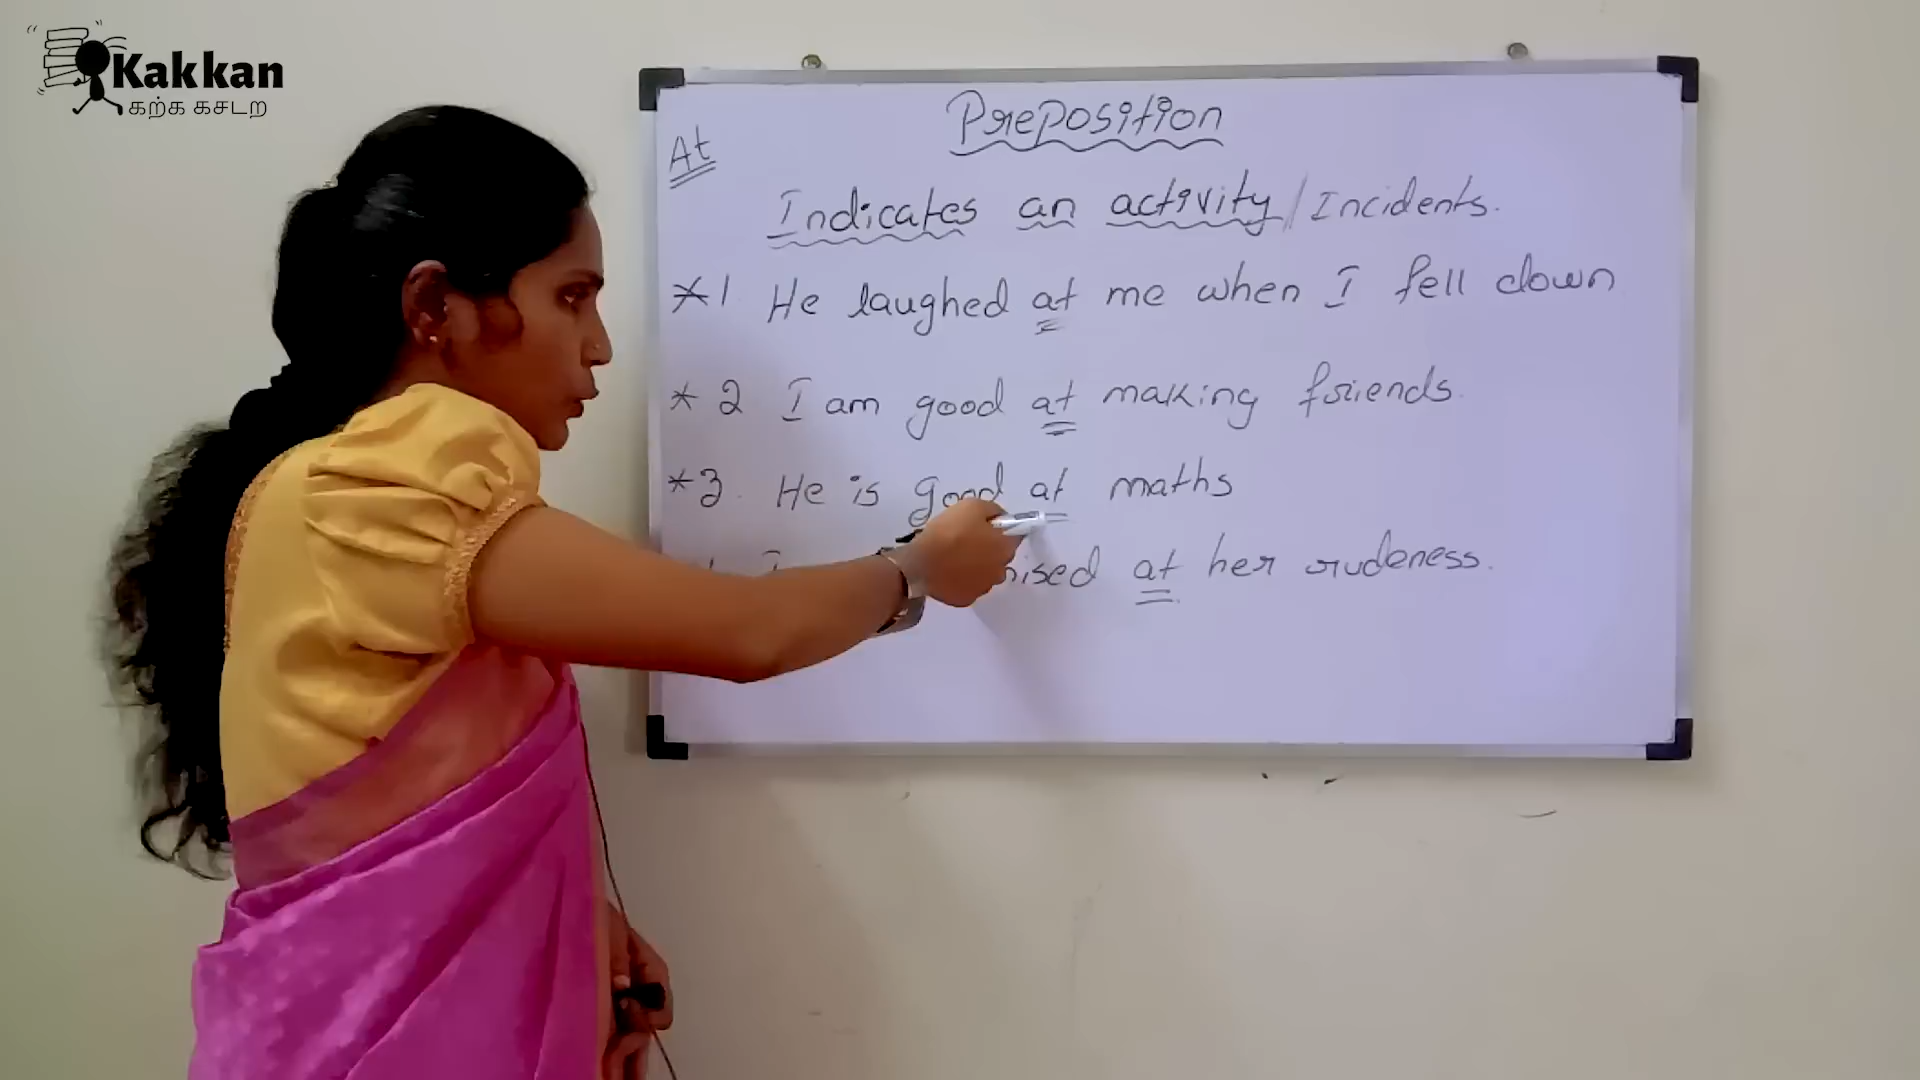 Kakkan
கற்க கசடற
Preposition
At
Indicates an activity / Incidents.
*1 He laughed at me when I fell down
* 2 I am good at making friends.
*3. He is good at maths
I at her rudeness.